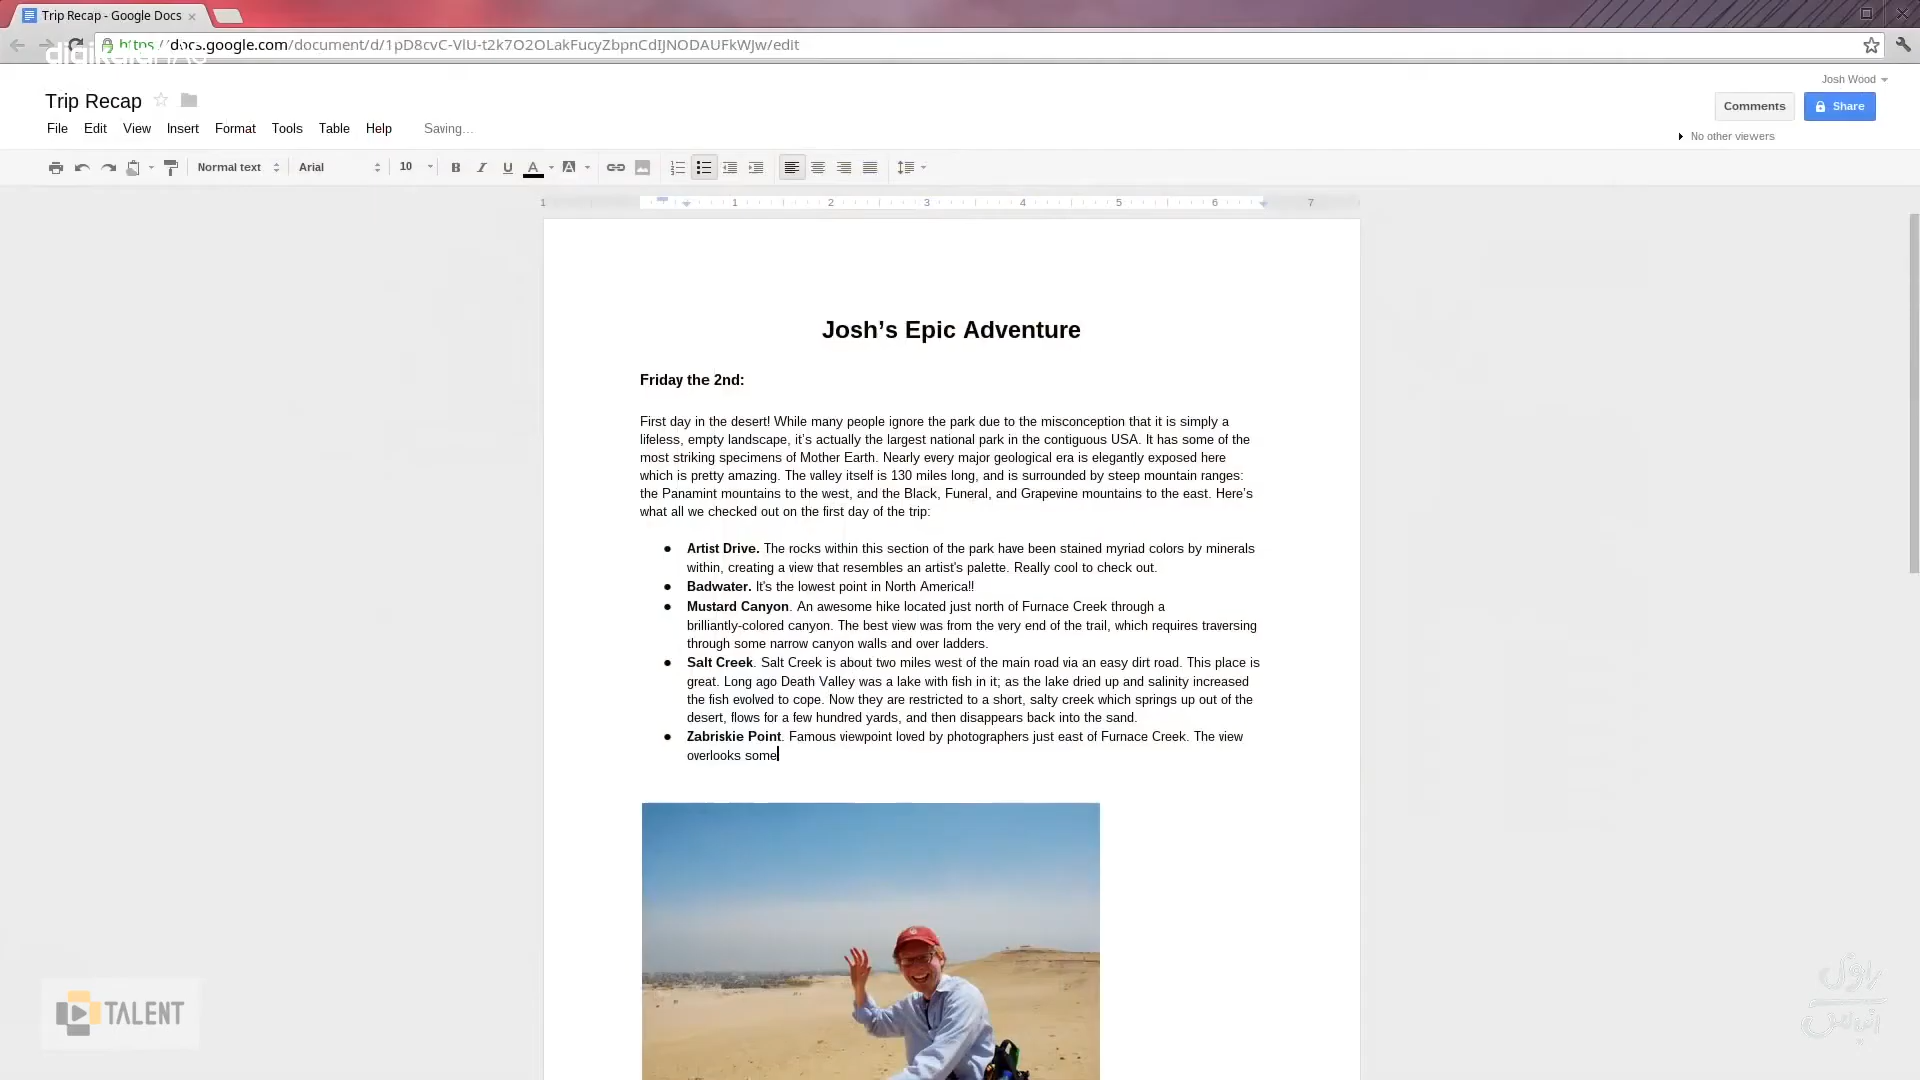 Trip Recap - Google Docs
https://docs.google.com/document/d/1pD8cvC-VlU-t2k7O2OLakFucyZbpnCdIJNODAUFkWJw/edit
Josh Wood
Trip Recap
Comments
Share
File Edit View Insert Format Tools Table Help Saving...
No other viewers
Normal text Arial 10 B I U A A
1 1 2 3 4 5 6 7
Josh's Epic Adventure
Friday the 2nd:
First day in the desert! While many people ignore the park due to the misconception that it is simply a
lifeless, empty landscape, it's actually the largest national park in the contiguous USA. It has some of the
most striking specimens of Mother Earth. Nearly every major geological era is elegantly exposed here
which is pretty amazing. The valley itself is 130 miles long, and is surrounded by steep mountain ranges:
the Panamint mountains to the west, and the Black, Funeral, and Grapevine mountains to the east. Here's
what all we checked out on the first day of the trip:
● Artist Drive. The rocks within this section of the park have been stained myriad colors by minerals
within, creating a view that resembles an artist's palette. Really cool to check out.
● Badwater. It's the lowest point in North America!!
● Mustard Canyon. An awesome hike located just north of Furnace Creek through a
brilliantly-colored canyon. The best view was from the very end of the trail, which requires traversing
through some narrow canyon walls and over ladders.
● Salt Creek. Salt Creek is about two miles west of the main road via an easy dirt road. This place is
great. Long ago Death Valley was a lake with fish in it; as the lake dried up and salinity increased
the fish evolved to cope. Now they are restricted to a short, salty creek which springs up out of the
desert, flows for a few hundred yards, and then disappears back into the sand.
● Zabriskie Point. Famous viewpoint loved by photographers just east of Furnace Creek. The view
overlooks some
TALENT